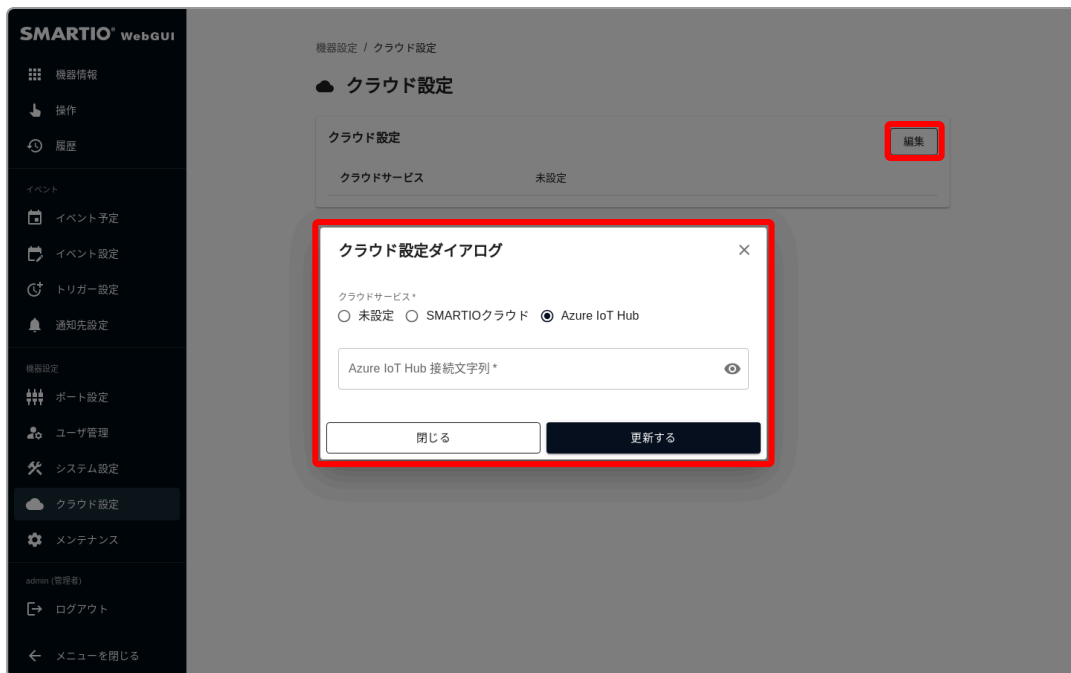 SMARTIO® WebGUI
機器情報
操作
履歴
イベント
イベント予定
イベント設定
トリガー設定
通知先設定
機器設定
ポート設定
ユーザ管理
システム設定
クラウド設定
メンテナンス
admin (管理者)
ログアウト
メニューを閉じる
機器設定 / クラウド設定
クラウド設定
クラウド設定
編集
クラウドサービス 未設定
クラウド設定ダイアログ
クラウドサービス *
未設定 SMARTIOクラウド Azure IoT Hub
Azure IoT Hub 接続文字列 *
閉じる 更新する